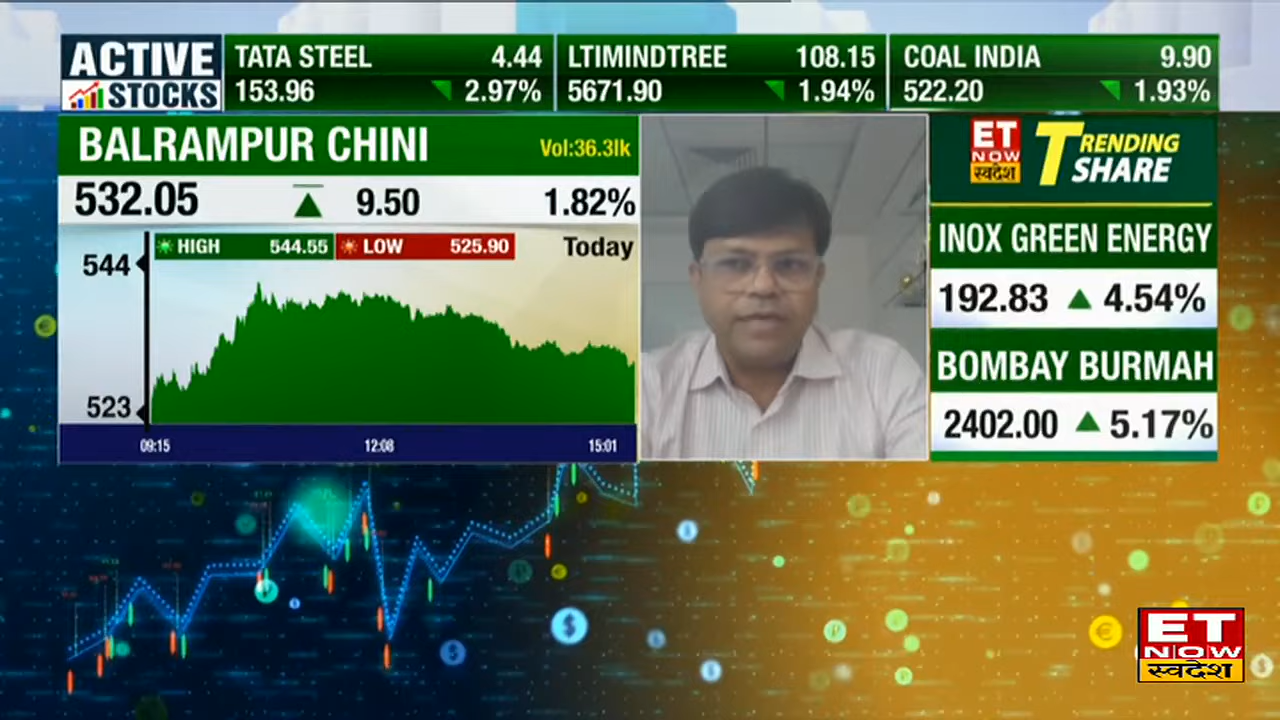 ACTIVE
STOCKS
TATA STEEL 4.44
153.96 2.97%
LTIMINDTREE 108.15
5671.90 1.94%
COAL INDIA 9.90
522.20 1.93%
BALRAMPUR CHINI Vol:36.3lk
532.05 9.50 1.82%
HIGH 544.55 LOW 525.90 Today
544
523
09:15 12:08 15:01
ET
NOW
स्वदेश
TRENDING
SHARE
INOX GREEN ENERGY
192.83 4.54%
BOMBAY BURMAH
2402.00 5.17%
ET
NOW
स्वदेश